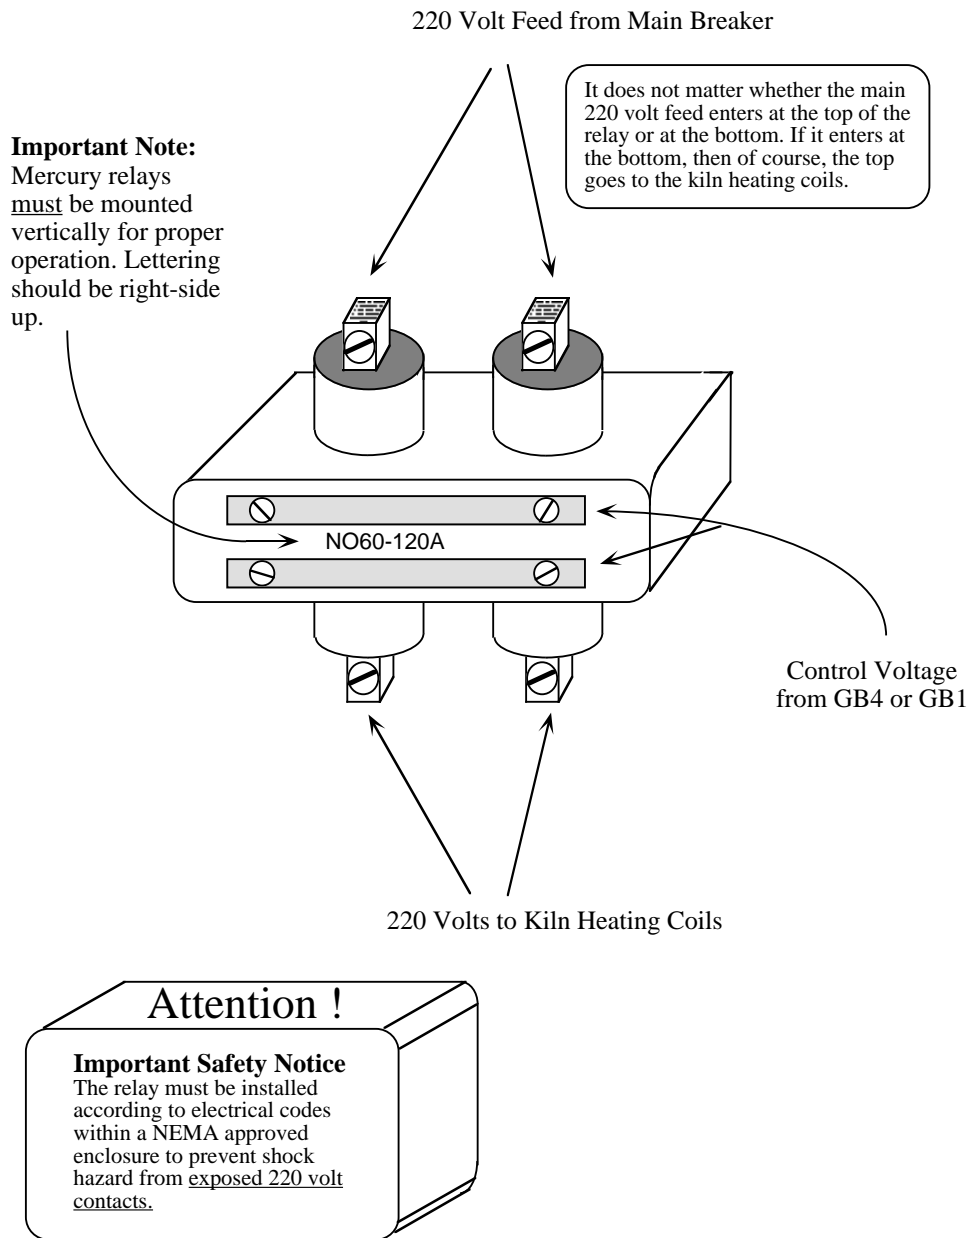 220 Volt Feed from Main Breaker
It does not matter whether the main
220 volt feed enters at the top of the
relay or at the bottom. If it enters at
the bottom, then of course, the top
goes to the kiln heating coils.
Important Note:
Mercury relays
must be mounted
vertically for proper
operation. Lettering
should be right-side
up.
NO60-120A
Control Voltage
from GB4 or GB1
220 Volts to Kiln Heating Coils
Attention !
Important Safety Notice
The relay must be installed
according to electrical codes
within a NEMA approved
enclosure to prevent shock
hazard from exposed 220 volt
contacts.